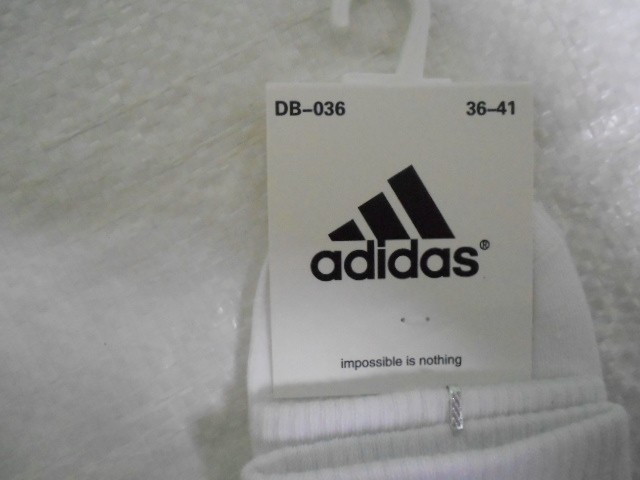 DB-036 36-41
adidas®
impossible is nothing